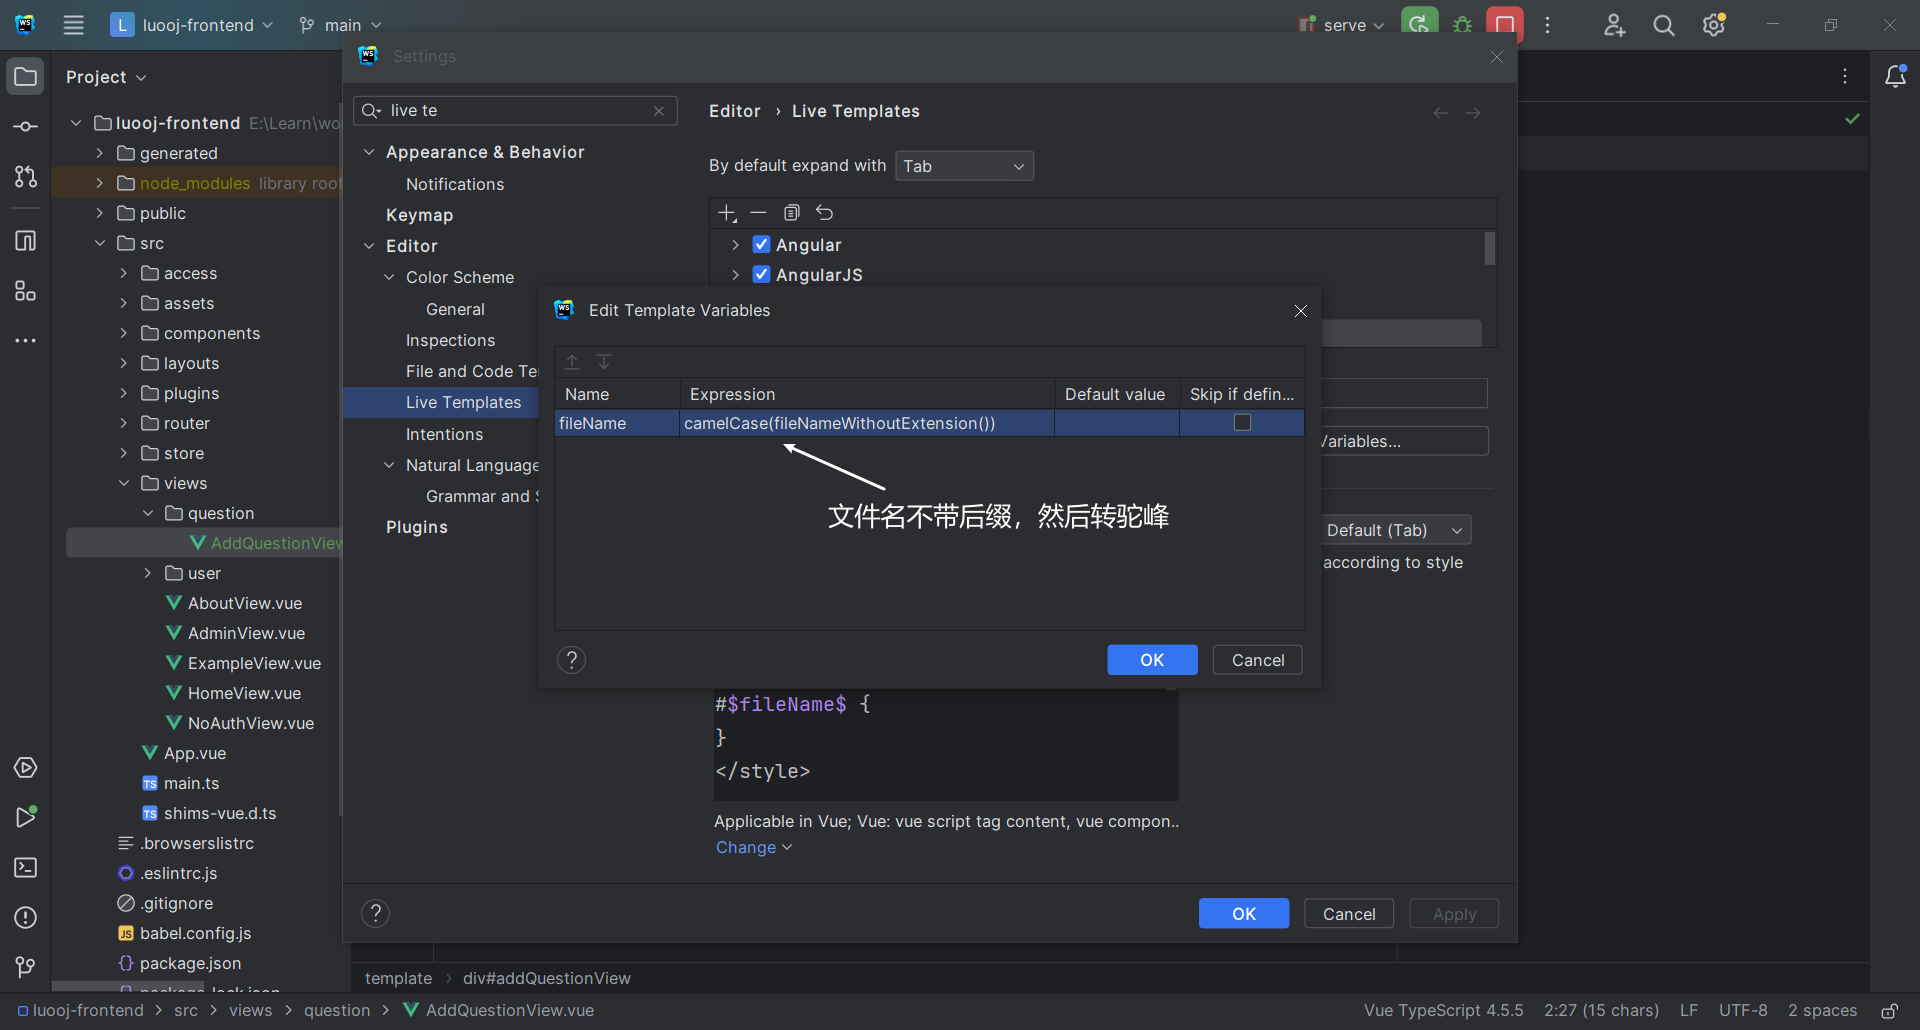 L luooj-frontend
main
serve
Project
luooj-frontend E:\Learn\wo
generated
node_modules library root
public
src
access
assets
components
layouts
plugins
router
store
views
question
AddQuestionView
user
AboutView.vue
AdminView.vue
ExampleView.vue
HomeView.vue
NoAuthView.vue
App.vue
TS main.ts
TS shims-vue.d.ts
.browserslistrc
.eslintrc.js
.gitignore
JS babel.config.js
package.json
WS Settings
live te
Appearance & Behavior
Notifications
Keymap
Editor
Color Scheme
General
Inspections
File and Code Te
Live Templates
Intentions
Natural Language
Grammar and S
Plugins
Editor › Live Templates
By default expand with Tab
Angular
AngularJS
WS Edit Template Variables
Name Expression Default value Skip if defin...
fileName camelCase(fileNameWithoutExtension())
文件名不带后缀，然后转驼峰
? OK Cancel
Variables...
Default (Tab)
according to style
#$fileName$ {
}
</style>
Applicable in Vue; Vue: vue script tag content, vue compon..
Change
? OK Cancel Apply
template › div#addQuestionView
luooj-frontend > src > views > question > AddQuestionView.vue
Vue TypeScript 4.5.5 2:27 (15 chars) LF UTF-8 2 spaces